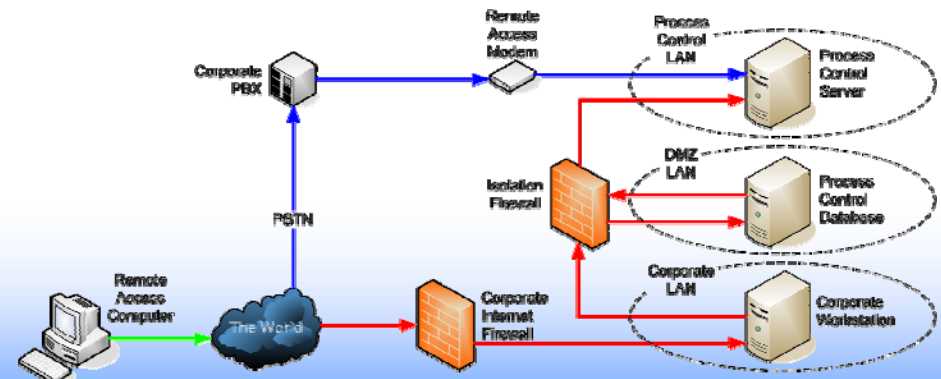 Remote
Access
Modem
Process
Control
LAN
Process
Control
Server
Corporate
PBX
DMZ
LAN
Isolation
Firewall
Process
Control
Database
PSTN
Remote
Access
Computer
The World
Corporate
Internet
Firewall
Corporate
LAN
Corporate
Workstation